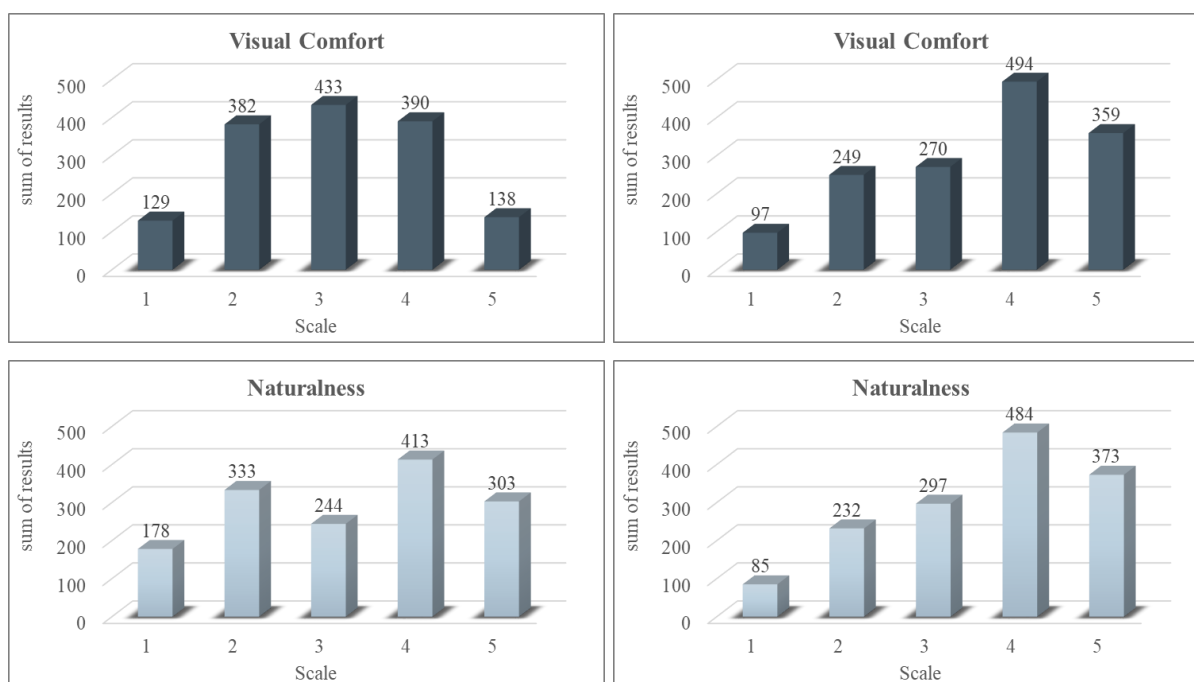 Visual Comfort
sum of results
500
400
300
200
100
0
129
382
433
390
138
1 2 3 4 5
Scale
Visual Comfort
sum of results
500
400
300
200
100
0
97
249
270
494
359
1 2 3 4 5
Scale
Naturalness
sum of results
500
400
300
200
100
0
178
333
244
413
303
1 2 3 4 5
Scale
Naturalness
sum of results
500
400
300
200
100
0
85
232
297
484
373
1 2 3 4 5
Scale